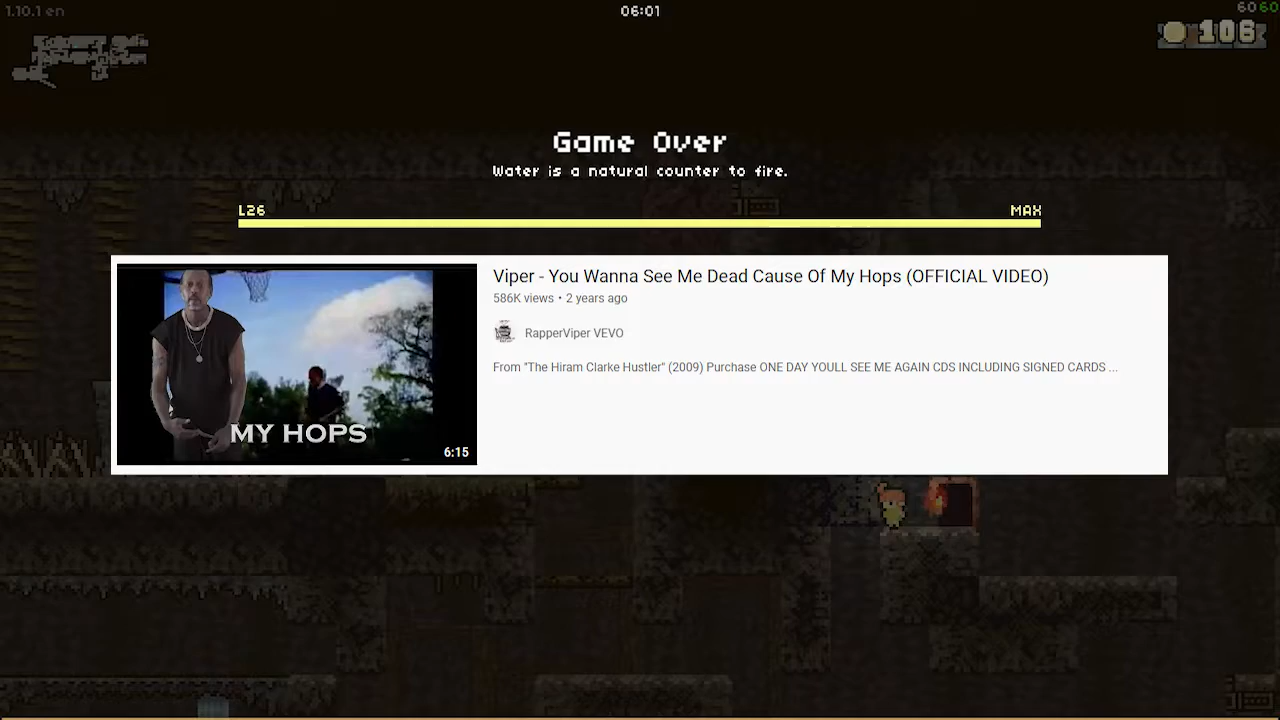 1.10.1 en
06:01
60 60
106
Game Over
Water is a natural counter to fire.
L26
MAX
Viper - You Wanna See Me Dead Cause Of My Hops (OFFICIAL VIDEO)
586K views • 2 years ago
RapperViper VEVO
From "The Hiram Clarke Hustler" (2009) Purchase ONE DAY YOULL SEE ME AGAIN CDS INCLUDING SIGNED CARDS ...
MY HOPS
6:15